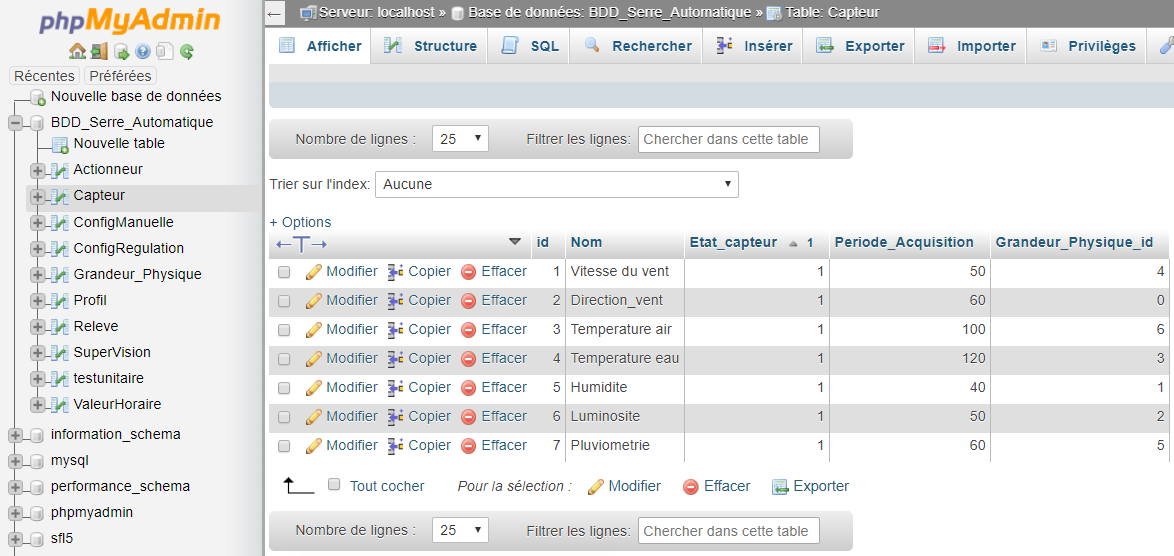 phpMyAdmin
Récentes Préférées
Nouvelle base de données
BDD_Serre_Automatique
Nouvelle table
Actionneur
Capteur
ConfigManuelle
ConfigRegulation
Grandeur_Physique
Profil
Releve
SuperVision
testunitaire
ValeurHoraire
information_schema
mysql
performance_schema
phpmyadmin
sfl5
Serveur: localhost » Base de données: BDD_Serre_Automatique » Table: Capteur
Afficher Structure SQL Rechercher Insérer Exporter Importer Privilèges
Nombre de lignes : 25 Filtrer les lignes: Chercher dans cette table
Trier sur l'index: Aucune
+ Options
id Nom Etat_capteur 1 Periode_Acquisition Grandeur_Physique_id
Modifier Copier Effacer 1 Vitesse du vent 1 50 4
Modifier Copier Effacer 2 Direction_vent 1 60 0
Modifier Copier Effacer 3 Temperature air 1 100 6
Modifier Copier Effacer 4 Temperature eau 1 120 3
Modifier Copier Effacer 5 Humidite 1 40 1
Modifier Copier Effacer 6 Luminosite 1 50 2
Modifier Copier Effacer 7 Pluviometrie 1 60 5
Tout cocher Pour la sélection : Modifier Effacer Exporter
Nombre de lignes : 25 Filtrer les lignes: Chercher dans cette table